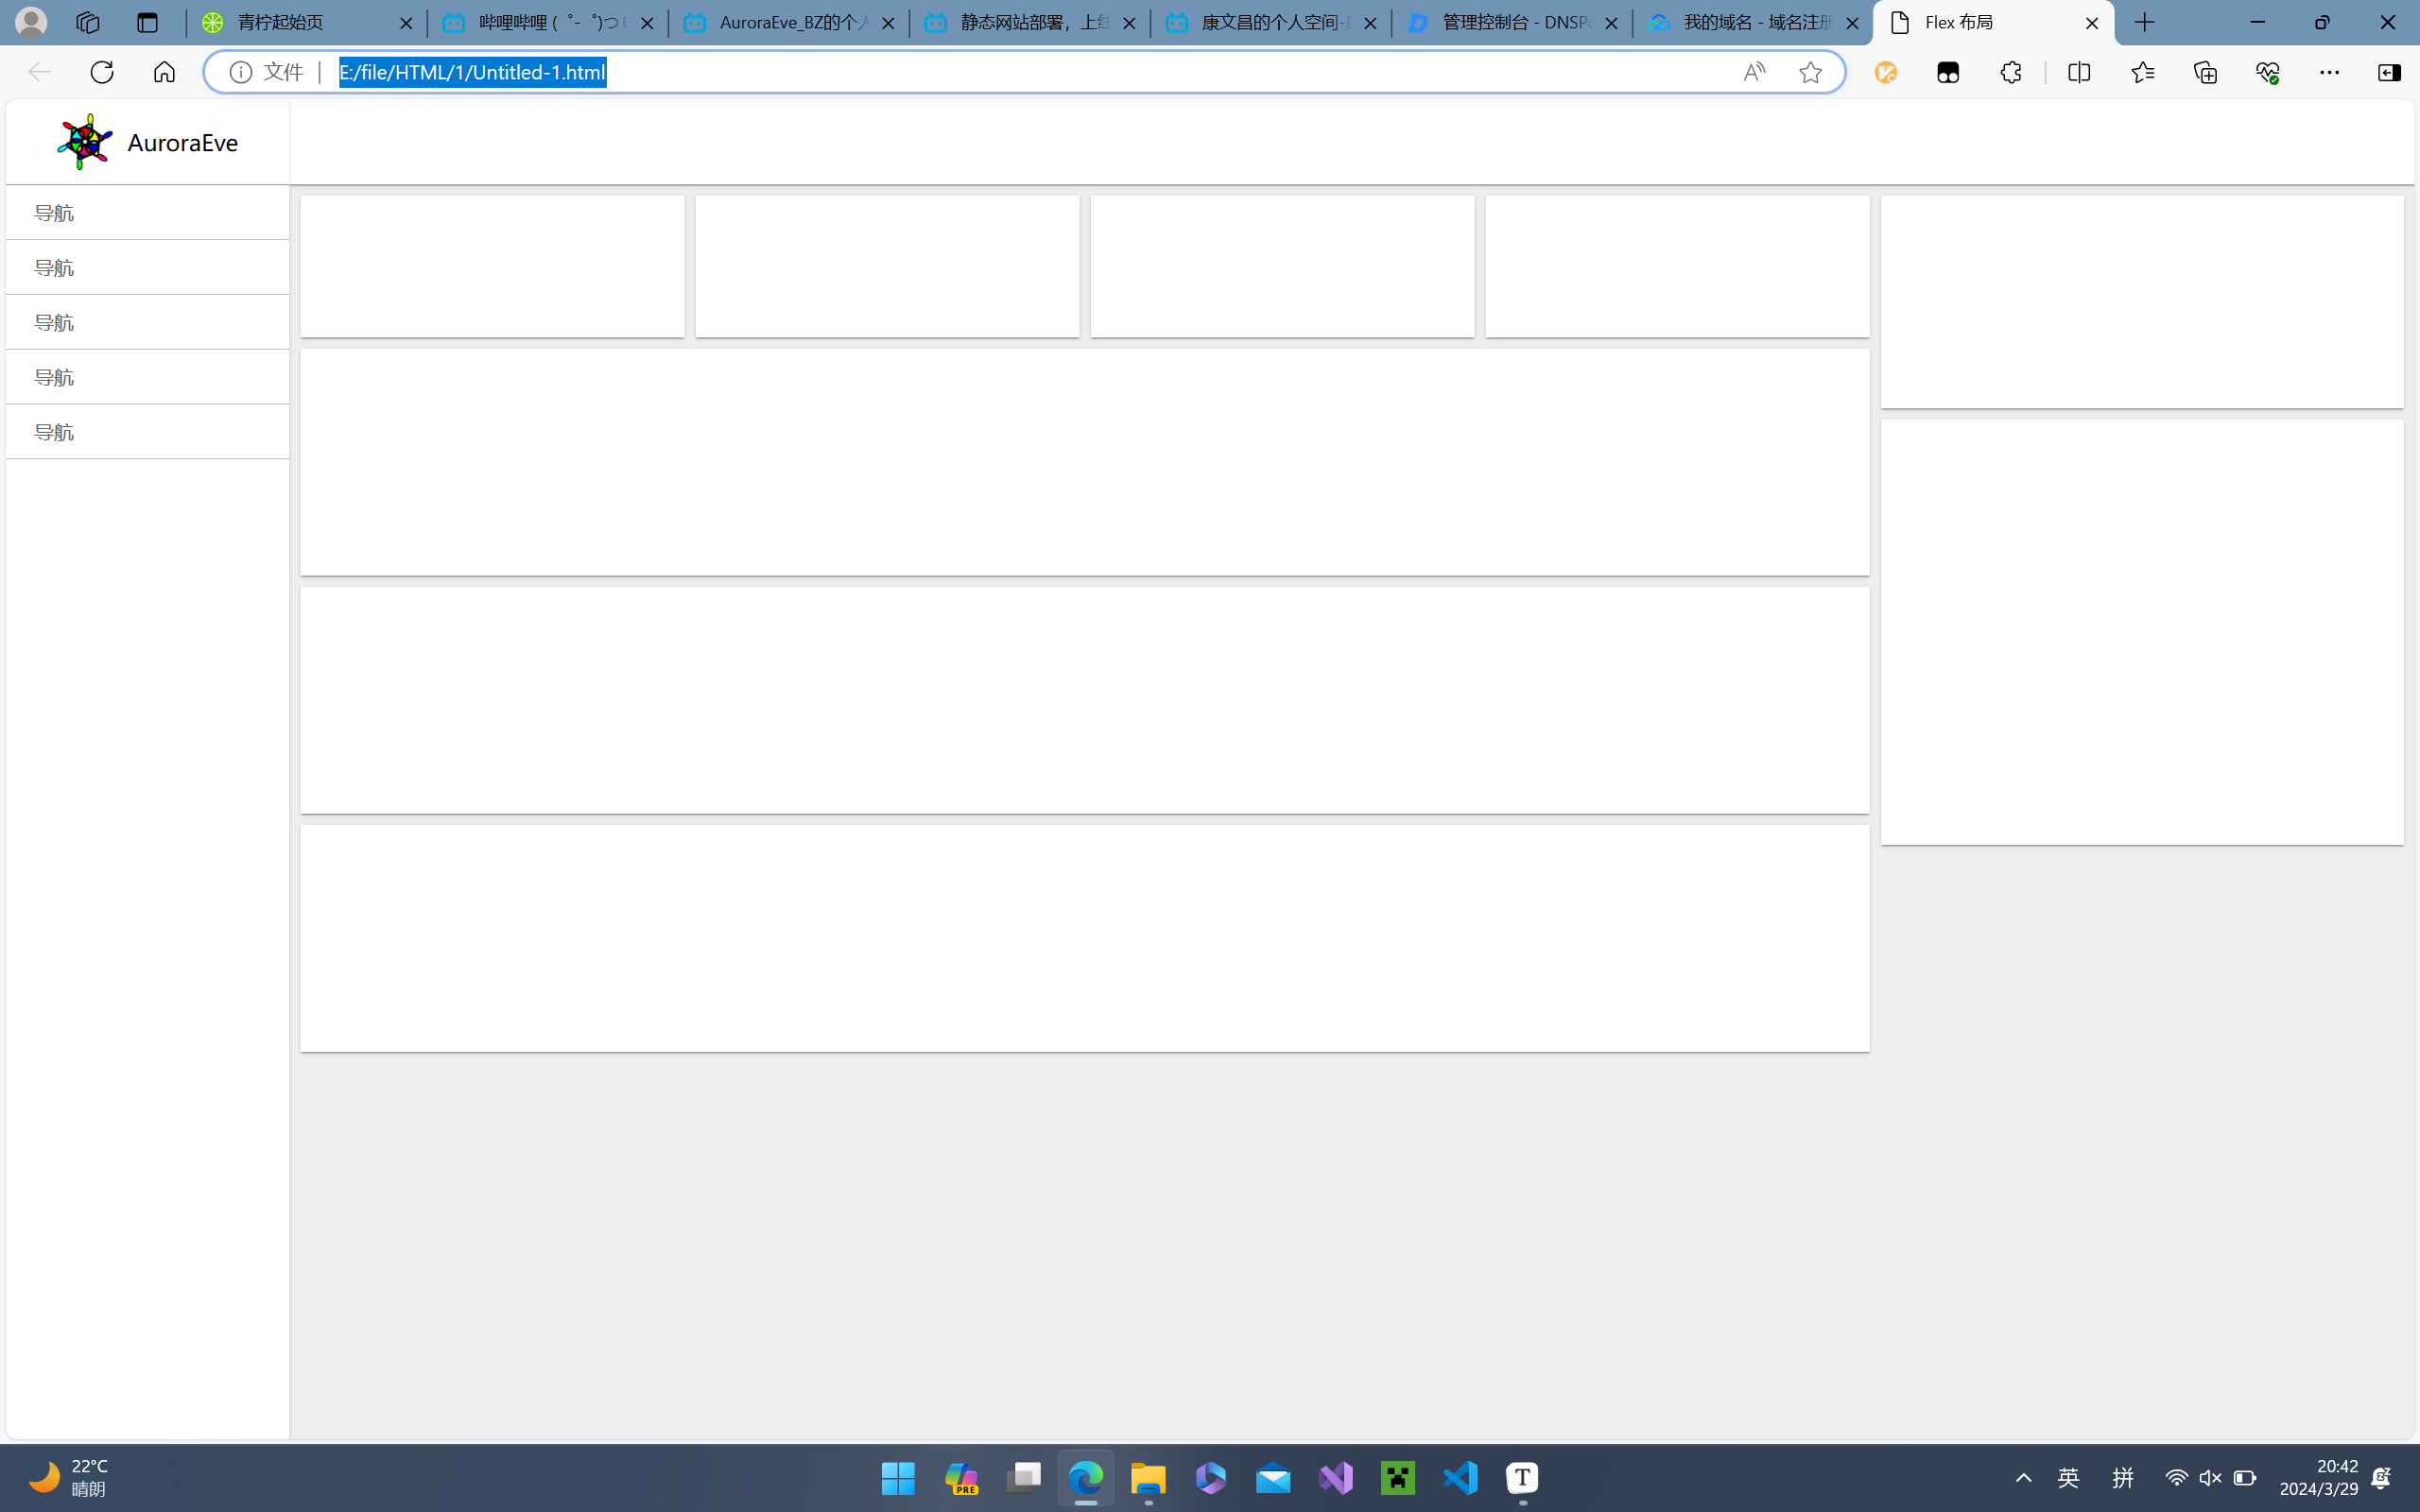 青柠起始页
哔哩哔哩 (゜-゜)つロ
AuroraEve_BZ的个人
静态网站部署，上线
康文昌的个人空间-
管理控制台 - DNSPo
我的域名 - 域名注册
Flex 布局
文件
E:/file/HTML/1/Untitled-1.html
AuroraEve
导航
导航
导航
导航
导航
22°C
晴朗
PRE
T
英
拼
20:42
2024/3/29